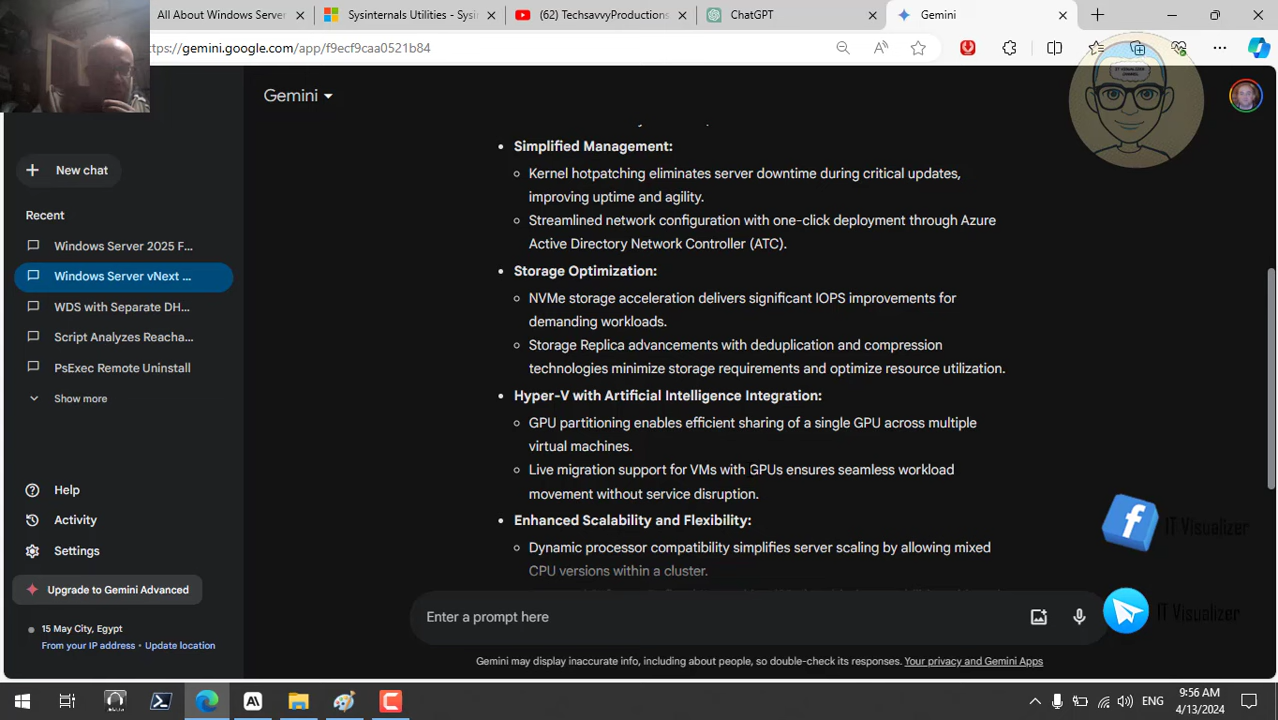 All About Windows Server
Sysinternals Utilities - Sysin
(62) TechsavvyProductions
ChatGPT
Gemini
ttps://gemini.google.com/app/f9ecf9caa0521b84
Gemini
New chat
Recent
Windows Server 2025 F...
Windows Server vNext ...
WDS with Separate DH...
Script Analyzes Reacha...
PsExec Remote Uninstall
Show more
Help
Activity
Settings
Upgrade to Gemini Advanced
15 May City, Egypt
From your IP address • Update location
• Simplified Management:
Kernel hotpatching eliminates server downtime during critical updates,
improving uptime and agility.
Streamlined network configuration with one-click deployment through Azure
Active Directory Network Controller (ATC).
• Storage Optimization:
NVMe storage acceleration delivers significant IOPS improvements for
demanding workloads.
Storage Replica advancements with deduplication and compression
technologies minimize storage requirements and optimize resource utilization.
• Hyper-V with Artificial Intelligence Integration:
GPU partitioning enables efficient sharing of a single GPU across multiple
virtual machines.
Live migration support for VMs with GPUs ensures seamless workload
movement without service disruption.
• Enhanced Scalability and Flexibility:
Dynamic processor compatibility simplifies server scaling by allowing mixed
CPU versions within a cluster.
Enter a prompt here
Gemini may display inaccurate info, including about people, so double-check its responses. Your privacy and Gemini Apps
IT Visualizer
IT Visualizer
ENG
9:56 AM
4/13/2024